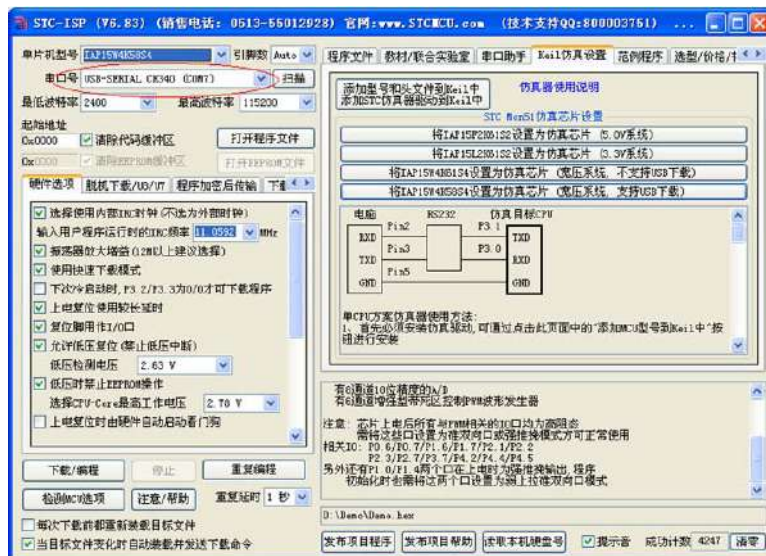 STC-ISP (V6.83) (销售电话: 0513-55012928) 官网:www.STCMCU.com (技术支持QQ:800003751) ...
单片机型号 IAP15W4K58S4 引脚数 Auto
串口号 USB-SERIAL CH340 (COM7) 扫描
最低波特率 2400 最高波特率 115200
起始地址
0x0000 清除代码缓冲区 打开程序文件
0x0000 清除EEPROM缓冲区 打开EEPROM文件
硬件选项 脱机下载/U8/U7 程序加密后传输
选择使用内部IRC时钟(不选为外部时钟)
输入用户程序运行时的IRC频率 11.0592 MHz
振荡器放大增益(12M以上建议选择)
使用快速下载模式
下次冷启动时,P3.2/P3.3为0/0才可下载程序
上电复位使用较长延时
复位脚用作I/O口
允许低压复位(禁止低压中断)
低压检测电压 2.63 V
低压时禁止EEPROM操作
选择CPU-Core最高工作电压 2.78 V
上电复位时由硬件自动启动看门狗
下载/编程 停止 重复编程
检测MCU选项 注意/帮助 重复延时 1 秒
每次下载前都重新装载目标文件
当目标文件变化时自动装载并发送下载命令
程序文件 教材/联合实验室 串口助手 Keil仿真设置 范例程序 选型/价格/
添加型号和头文件到Keil中
添加STC仿真器驱动到Keil中
仿真器使用说明
STC Mon51仿真芯片设置
将IAP15F2K61S2设置为仿真芯片 (5.0V系统)
将IAP15L2K61S2设置为仿真芯片 (3.3V系统)
将IAP15W4K61S4设置为仿真芯片 (宽压系统, 不支持USB下载)
将IAP15W4K58S4设置为仿真芯片 (宽压系统, 支持USB下载)
电脑 RS232 仿真目标CPU
RXD Pin2 P3.1 TXD
TXD Pin3 P3.0 RXD
GND Pin5 GND
单CPU方案仿真器使用方法:
1、首先必须安装仿真驱动,可通过点击此页面中的"添加MCU型号到Keil中"按
钮进行安装
有8通道10位精度的A/D
有6通道增强型带死区控制PWM波形发生器
注意: 芯片上电后所有与PWM相关的IO口均为高阻态
需将这些口设置为准双向口或强推挽模式方可正常使用
相关IO: P0.6/P0.7/P1.6/P1.7/P2.1/P2.2
P2.3/P2.7/P3.7/P4.2/P4.4/P4.5
另外还有P1.0/P1.4两个口在上电时为强推挽输出,程序
初始化时也需将这两个口设置为弱上拉准双向口模式
D:\Demo\Demo.hex
发布项目程序 发布项目帮助 读取本机硬盘号 提示音 成功计数 4247 清零